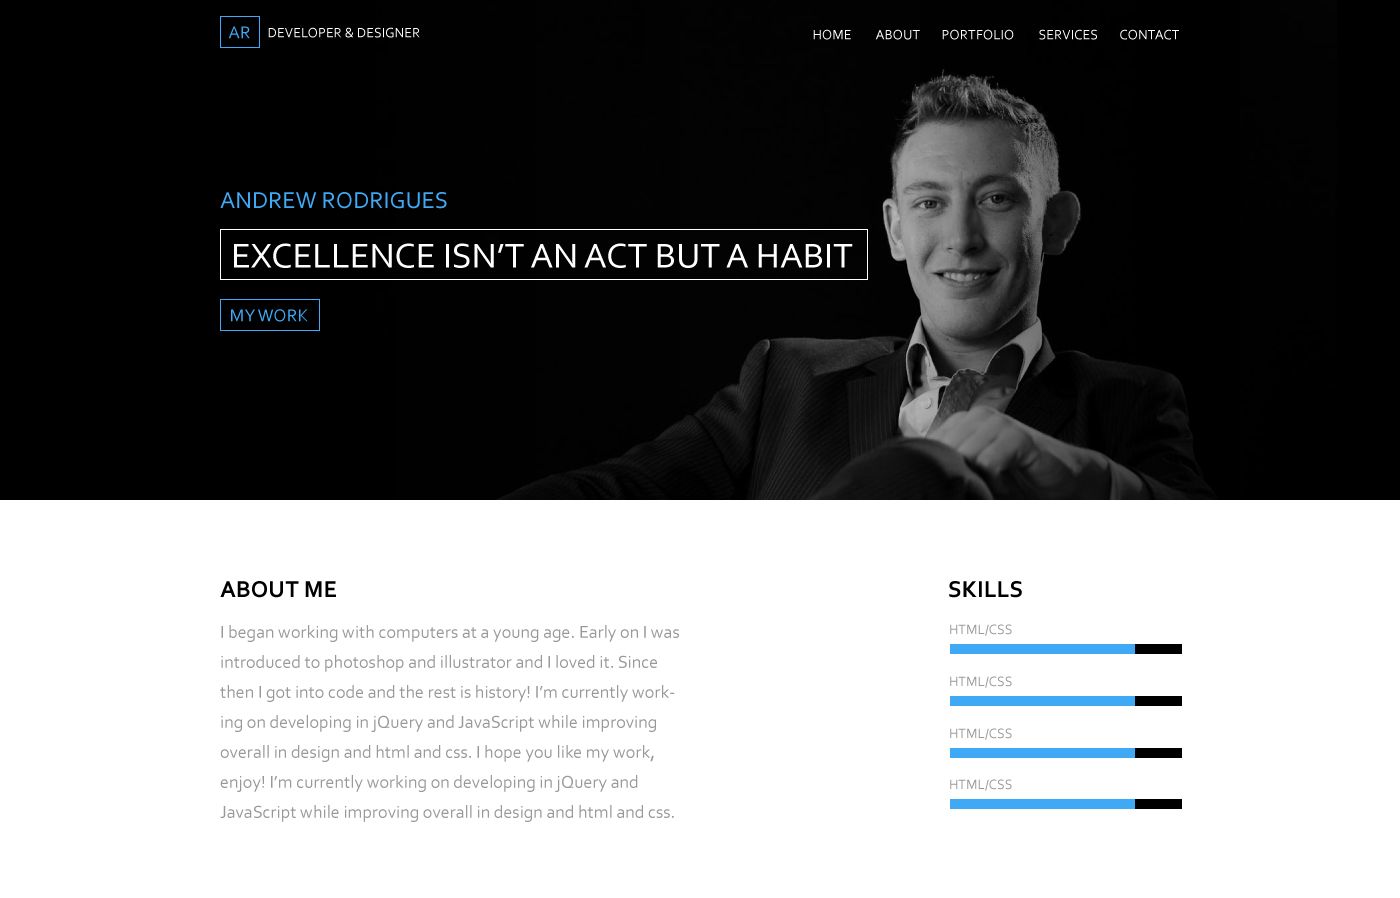 AR DEVELOPER & DESIGNER
HOME ABOUT PORTFOLIO SERVICES CONTACT
ANDREW RODRIGUES
EXCELLENCE ISN’T AN ACT BUT A HABIT
MY WORK
ABOUT ME
I began working with computers at a young age. Early on I was
introduced to photoshop and illustrator and I loved it. Since
then I got into code and the rest is history! I’m currently work-
ing on developing in jQuery and JavaScript while improving
overall in design and html and css. I hope you like my work,
enjoy! I’m currently working on developing in jQuery and
JavaScript while improving overall in design and html and css.
SKILLS
HTML/CSS
HTML/CSS
HTML/CSS
HTML/CSS